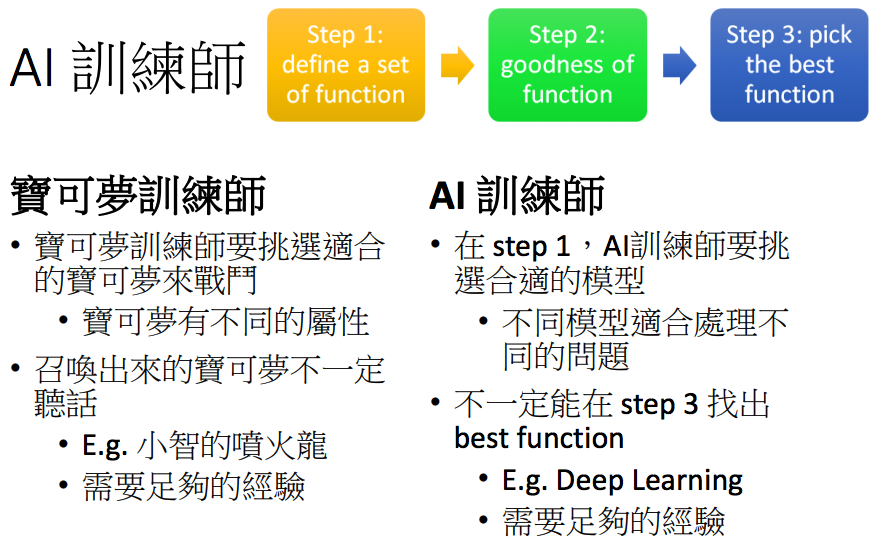 AI 訓練師
Step 1:
define a set
of function
Step 2:
goodness of
function
Step 3: pick
the best
function
寶可夢訓練師
• 寶可夢訓練師要挑選適合
的寶可夢來戰鬥
• 寶可夢有不同的屬性
• 召喚出來的寶可夢不一定
聽話
• E.g. 小智的噴火龍
• 需要足夠的經驗
AI 訓練師
• 在 step 1，AI訓練師要挑
選合適的模型
• 不同模型適合處理不
同的問題
• 不一定能在 step 3 找出
best function
• E.g. Deep Learning
• 需要足夠的經驗